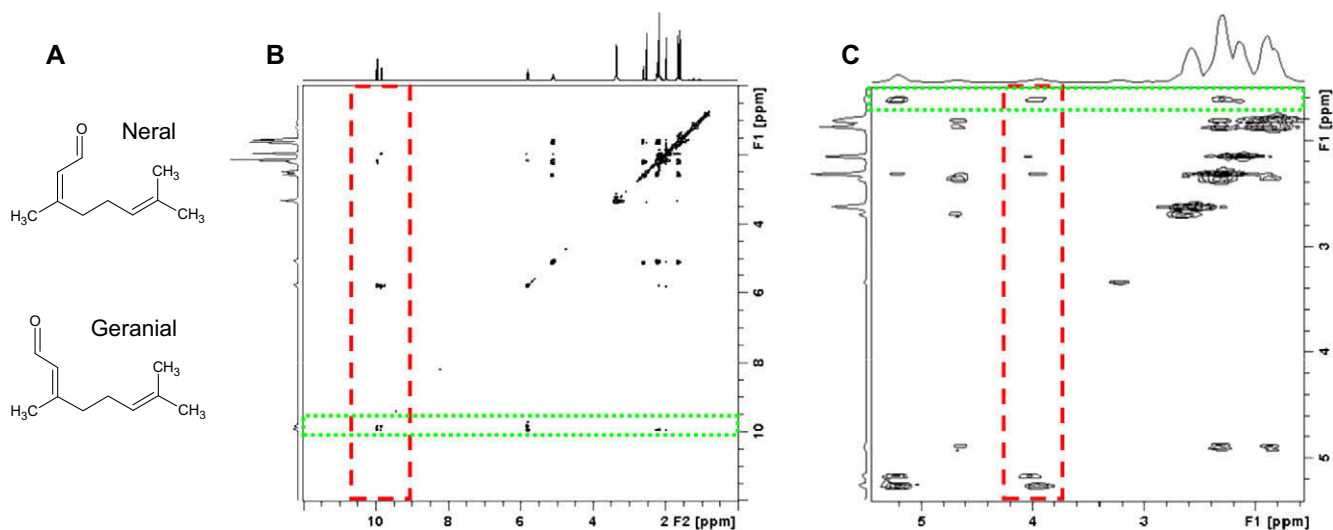 A
B
C
O
Neral
CH₃
H₃C
CH₃
O
Geranial
CH₃
H₃C
CH₃
F1 [ppm]
2
4
6
8
10
10
8
6
4
2 F2 [ppm]
F1 [ppm]
3
4
5
5
4
3
F1 [ppm]